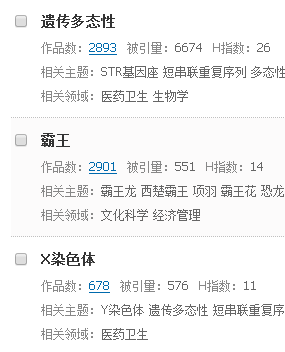 遗传多态性
作品数：2893 被引量：6674 H指数：26
相关主题：STR基因座 短串联重复序列 多态性
相关领域：医药卫生 生物学
霸王
作品数：2901 被引量：551 H指数：14
相关主题：霸王龙 西楚霸王 项羽 霸王花 恐龙
相关领域：文化科学 经济管理
X染色体
作品数：678 被引量：576 H指数：11
相关主题：Y染色体 遗传多态性 短串联重复序
相关领域：医药卫生